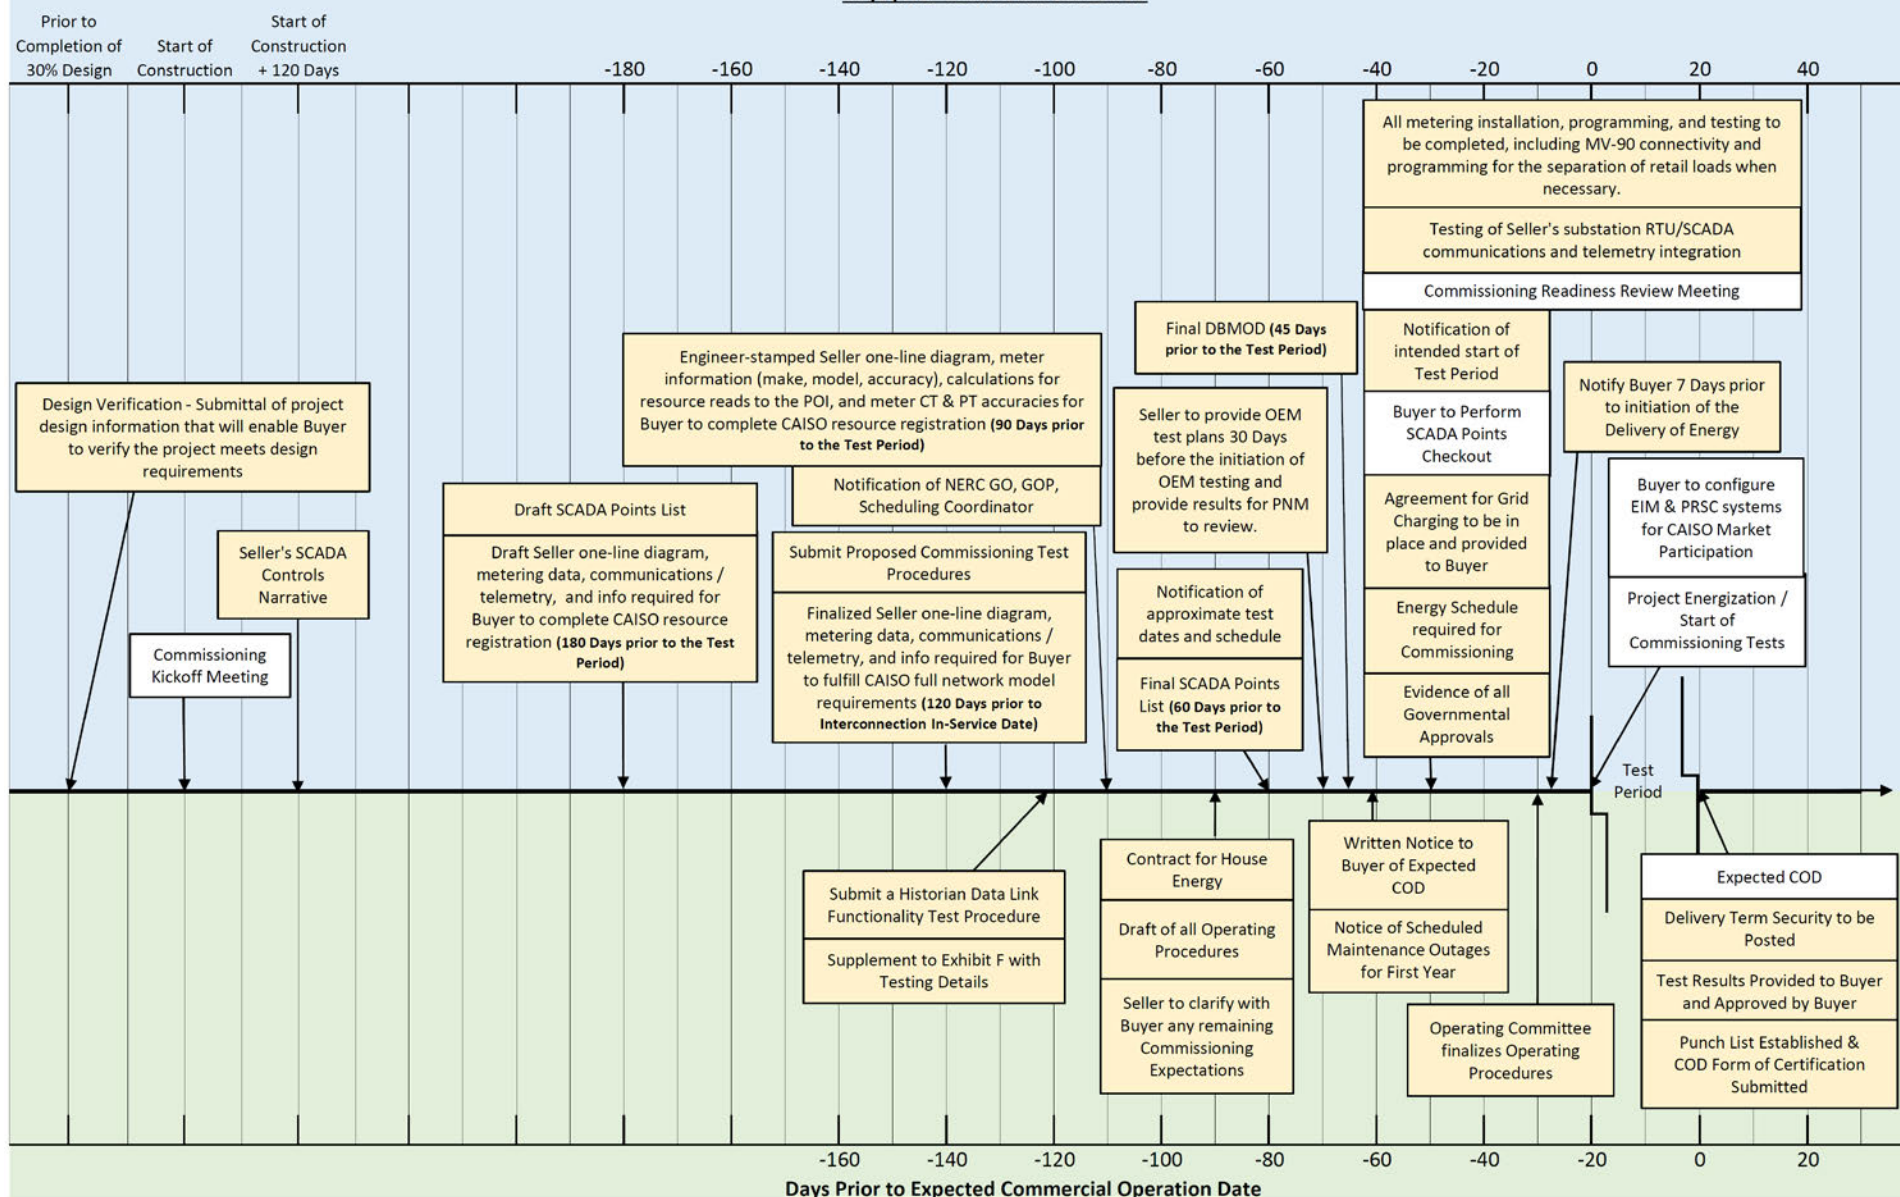 Prior to
Completion of
30% Design
Start of
Construction
Start of
Construction
+ 120 Days
-180
-160
-140
-120
-100
-80
-60
-40
-20
0
20
40
All metering installation, programming, and testing to
be completed, including MV-90 connectivity and
programming for the separation of retail loads when
necessary.
Testing of Seller's substation RTU/SCADA
communications and telemetry integration
Commissioning Readiness Review Meeting
Final DBMOD (45 Days
prior to the Test Period)
Notification of
intended start of
Test Period
Engineer-stamped Seller one-line diagram, meter
information (make, model, accuracy), calculations for
resource reads to the POI, and meter CT & PT accuracies for
Buyer to complete CAISO resource registration (90 Days prior
to the Test Period)
Notify Buyer 7 Days prior
to initiation of the
Delivery of Energy
Design Verification - Submittal of project
design information that will enable Buyer
to verify the project meets design
requirements
Seller to provide OEM
test plans 30 Days
before the initiation of
OEM testing and
provide results for PNM
to review.
Buyer to Perform
SCADA Points
Checkout
Notification of NERC GO, GOP,
Scheduling Coordinator
Buyer to configure
EIM & PRSC systems
for CAISO Market
Participation
Draft SCADA Points List
Agreement for Grid
Charging to be in
place and provided
to Buyer
Seller's SCADA
Controls
Narrative
Draft Seller one-line diagram,
metering data, communications /
telemetry, and info required for
Buyer to complete CAISO resource
registration (180 Days prior to the Test
Period)
Submit Proposed Commissioning Test
Procedures
Notification of
approximate test
dates and schedule
Project Energization /
Start of
Commissioning Tests
Finalized Seller one-line diagram,
metering data, communications /
telemetry, and info required for Buyer
to fulfill CAISO full network model
requirements (120 Days prior to
Interconnection In-Service Date)
Energy Schedule
required for
Commissioning
Commissioning
Kickoff Meeting
Final SCADA Points
List (60 Days prior to
the Test Period)
Evidence of all
Governmental
Approvals
Test
Period
Submit a Historian Data Link
Functionality Test Procedure
Supplement to Exhibit F with
Testing Details
Contract for House
Energy
Draft of all Operating
Procedures
Seller to clarify with
Buyer any remaining
Commissioning
Expectations
Written Notice to
Buyer of Expected
COD
Notice of Scheduled
Maintenance Outages
for First Year
Operating Committee
finalizes Operating
Procedures
Expected COD
Delivery Term Security to be
Posted
Test Results Provided to Buyer
and Approved by Buyer
Punch List Established &
COD Form of Certification
Submitted
-160
-140
-120
-100
-80
-60
-40
-20
0
20
Days Prior to Expected Commercial Operation Date